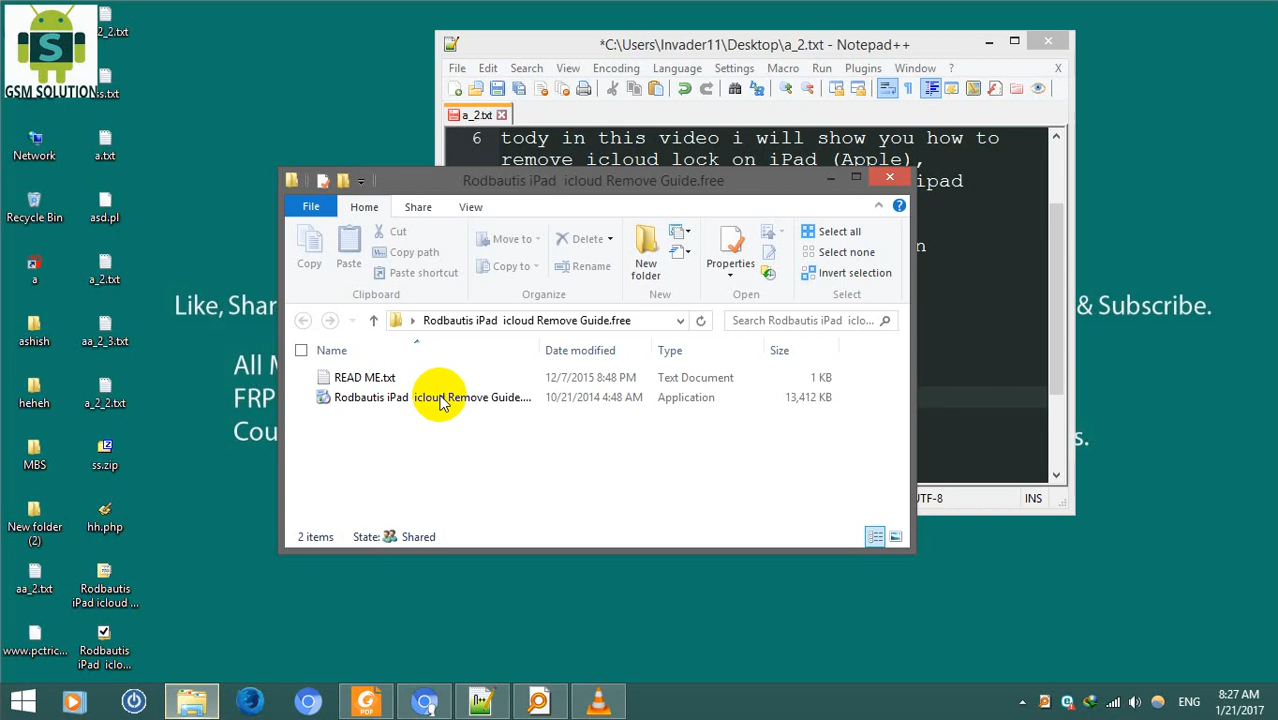 _2_2.txt
ss.txt
GSM SOLUTION
Network
a.txt
Recycle Bin
asd.pl
a
a_2.txt
ashish
aa_2_3.txt
heheh
a_2_2.txt
MBS
ss.zip
New folder
(2)
hh.php
aa_2.txt
Rodbautis
iPad icloud ...
www.pctric...
Rodbautis
iPad iclo...
Like, Shar
& Subscribe.
All M
FRP
Cou
s.
*C:\Users\Invader11\Desktop\a_2.txt - Notepad++
File Edit Search View Encoding Language Settings Macro Run Plugins Window ? X
a_2.txt
6 tody in this video i will show you how to
remove icloud lock on iPad (Apple),
ipad
n
UTF-8 INS
Rodbautis iPad icloud Remove Guide.free
File Home Share View
Copy
Paste
Cut
Copy path
Paste shortcut
Clipboard
Move to
Copy to
Delete
Rename
Organize
New
folder
New
Properties
Open
Select all
Select none
Invert selection
Select
Rodbautis iPad icloud Remove Guide.free
Search Rodbautis iPad iclo...
Name Date modified Type Size
READ ME.txt 12/7/2015 8:48 PM Text Document 1 KB
Rodbautis iPad icloud Remove Guide.... 10/21/2014 4:48 AM Application 13,412 KB
2 items State: Shared
PDF
ENG
8:27 AM
1/21/2017